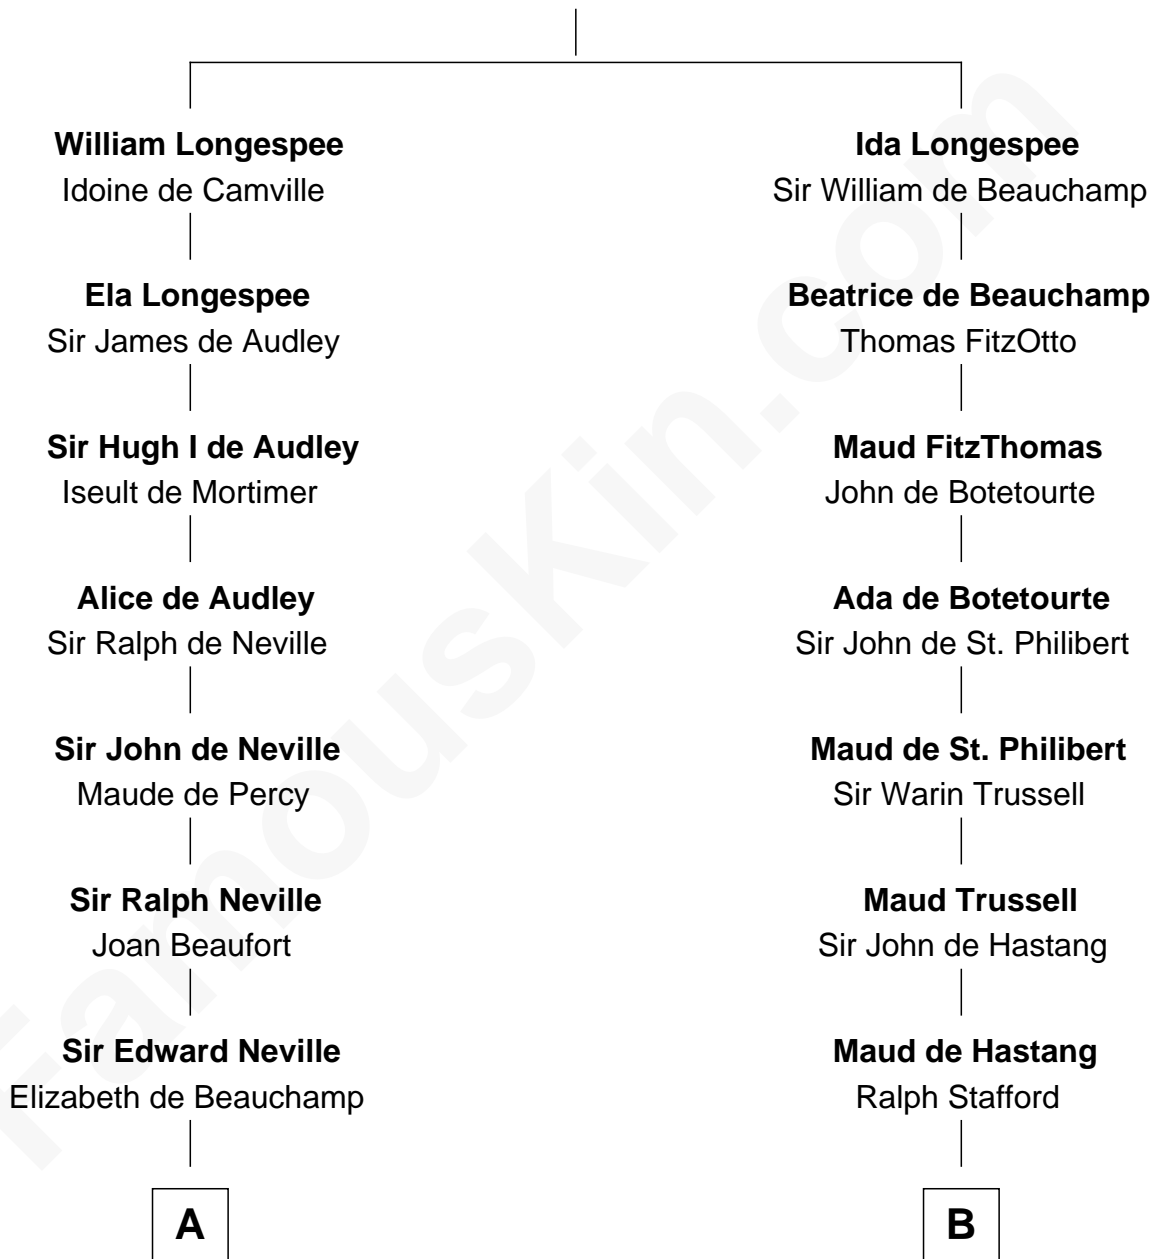 William Longespee
Idoine de Camville
Ida Longespee
Sir William de Beauchamp
Ela Longespee
Sir James de Audley
Beatrice de Beauchamp
Thomas FitzOtto
Sir Hugh I de Audley
Iseult de Mortimer
Maud FitzThomas
John de Botetourte
Alice de Audley
Sir Ralph de Neville
Ada de Botetourte
Sir John de St. Philibert
Sir John de Neville
Maude de Percy
Maud de St. Philibert
Sir Warin Trussell
Sir Ralph Neville
Joan Beaufort
Maud Trussell
Sir John de Hastang
Sir Edward Neville
Elizabeth de Beauchamp
Maud de Hastang
Ralph Stafford
A
B
FamousKin.com